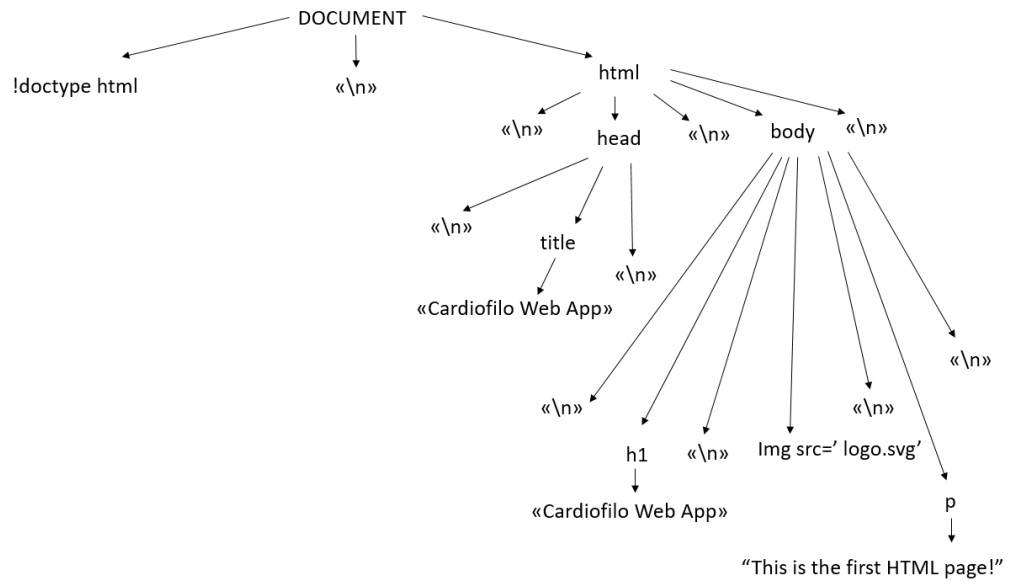 DOCUMENT
!doctype html
«\n»
html
«\n»
head
«\n»
body
«\n»
«\n»
title
«\n»
«Cardiofilo Web App»
«\n»
h1
«\n»
Img src=’ logo.svg’
«\n»
p
«\n»
«Cardiofilo Web App»
“This is the first HTML page!”